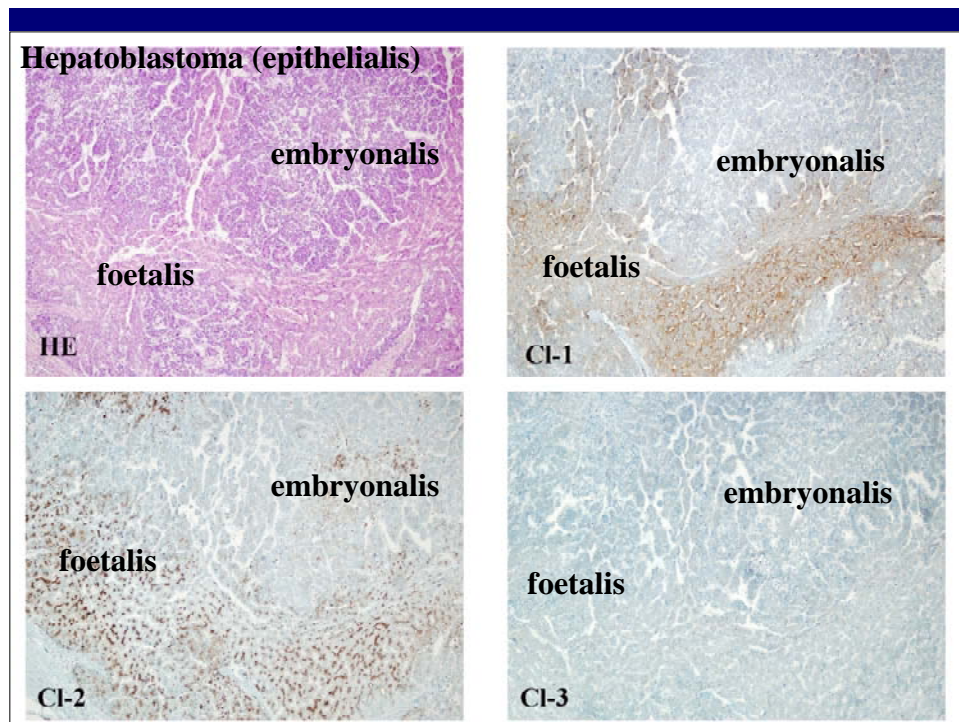 Hepatoblastoma (epithelialis)
embryonalis
foetalis
HE
embryonalis
foetalis
Cl-1
embryonalis
foetalis
Cl-2
embryonalis
foetalis
Cl-3